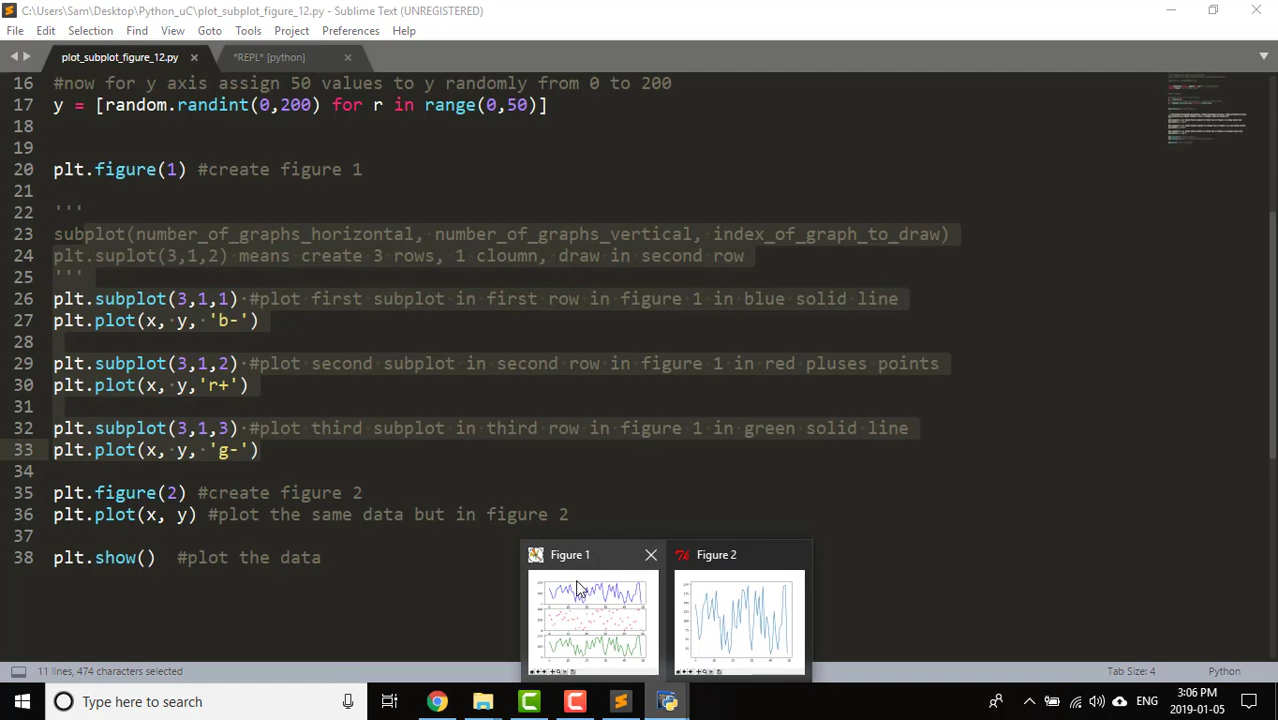 C:\Users\Sam\Desktop\Python_uC\plot_subplot_figure_12.py - Sublime Text (UNREGISTERED)
File Edit Selection Find View Goto Tools Project Preferences Help
plot_subplot_figure_12.py × *REPL* [python] ×
16 #now for y axis assign 50 values to y randomly from 0 to 200
17 y = [random.randint(0,200) for r in range(0,50)]
18
19
20 plt.figure(1) #create figure 1
21
22 '''
23 subplot(number_of_graphs_horizontal, number_of_graphs_vertical, index_of_graph_to_draw)
24 plt.suplot(3,1,2) means create 3 rows, 1 cloumn, draw in second row
25 '''
26 plt.subplot(3,1,1) #plot first subplot in first row in figure 1 in blue solid line
27 plt.plot(x, y, 'b-')
28
29 plt.subplot(3,1,2) #plot second subplot in second row in figure 1 in red pluses points
30 plt.plot(x, y,'r+')
31
32 plt.subplot(3,1,3) #plot third subplot in third row in figure 1 in green solid line
33 plt.plot(x, y, 'g-')
34
35 plt.figure(2) #create figure 2
36 plt.plot(x, y) #plot the same data but in figure 2
37
38 plt.show() #plot the data
Figure 1 Figure 2
11 lines, 474 characters selected Tab Size: 4 Python
Type here to search ENG 3:06 PM
2019-01-05